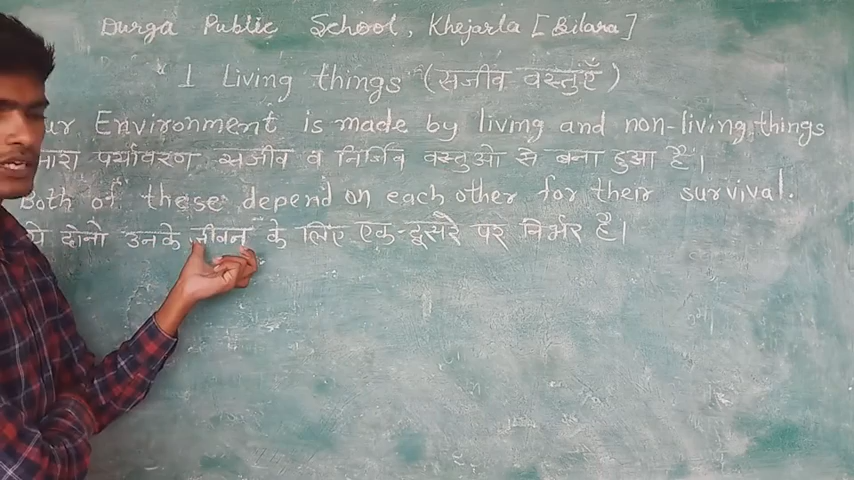 Durga Public School, Khejarla [Bilara]
1 Living things (सजीव वस्तुएँ)
ur Environment is made by living and non-living things
मारा पर्यावरण सजीव व निर्जिव वस्तुओ से बना हुआ है।
Both of these depend on each other for their survival.
ये दोनो उनके जीवन के लिए एक-दूसरे पर निर्भर है।